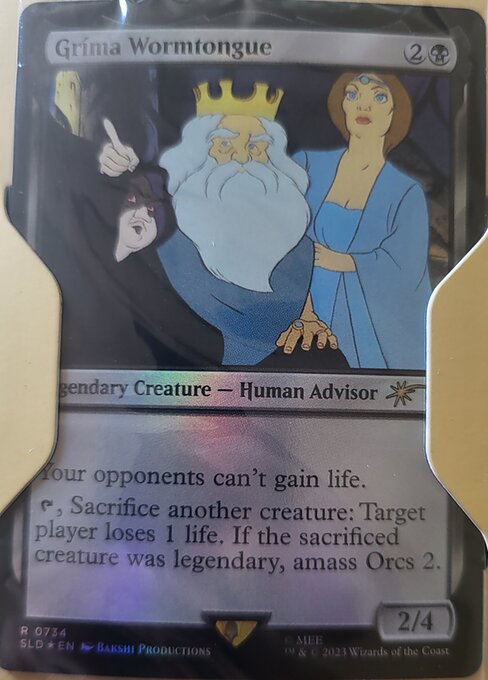 Gríma Wormtongue 2
gendary Creature — Human Advisor
Your opponents can't gain life.
, Sacrifice another creature: Target
player loses 1 life. If the sacrificed
creature was legendary, amass Orcs 2.
2/4
R 0734
SLD ★ EN BAKSHI PRODUCTIONS
© MEE
™ & © 2023 Wizards of the Coast